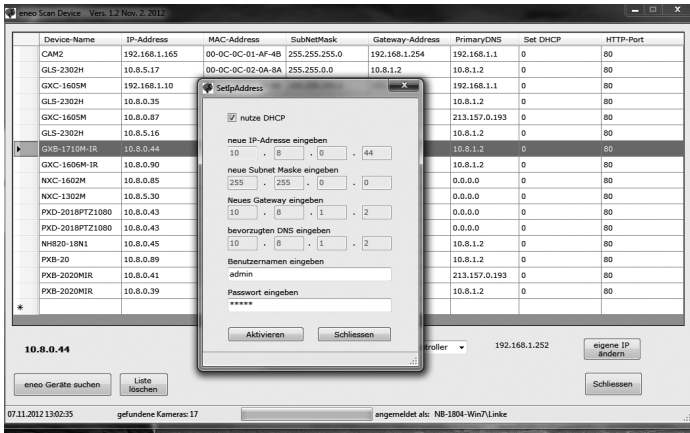 eneo Scan Device Vers. 1.2 Nov. 2. 2012
Device-Name IP-Address MAC-Address SubNetMask Gateway-Address PrimaryDNS Set DHCP HTTP-Port
CAM2 192.168.1.165 00-0C-0C-01-AF-4B 255.255.255.0 192.168.1.254 192.168.1.1 0 80
GLS-2302H 10.8.5.17 00-0C-0C-02-0A-8A 255.255.0.0 10.8.1.2 10.8.1.2 0 80
GXC-1605M 192.168.1.10 192.168.1.1 0 80
GLS-2302H 10.8.0.35 10.8.1.2 0 80
GXC-1605M 10.8.0.87 213.157.0.193 0 80
GLS-2302H 10.8.5.16 10.8.1.2 0 80
GXB-1710M-IR 10.8.0.44 10.8.1.2 0 80
GXC-1606M-IR 10.8.0.90 10.8.1.2 0 80
NXC-1602M 10.8.0.85 0.0.0.0 0 80
NXC-1302M 10.8.5.30 0.0.0.0 0 80
PXD-2018PTZ1080 10.8.0.43 0.0.0.0 0 80
PXD-2018PTZ1080 10.8.0.43 0.0.0.0 0 80
NH820-18N1 10.8.0.45 10.8.1.2 0 80
PXB-20 10.8.0.89 10.8.1.2 0 80
PXB-2020MIR 10.8.0.41 213.157.0.193 0 80
PXB-2020MIR 10.8.0.39 10.8.1.2 0 80
*
SetIpAddress
nutze DHCP
neue IP-Adresse eingeben
10 . 8 . 0 . 44
neue Subnet Maske eingeben
255 . 255 . 0 . 0
Neues Gateway eingeben
10 . 8 . 1 . 2
bevorzugten DNS eingeben
10 . 8 . 1 . 2
Benutzernamen eingeben
admin
Passwort eingeben
*****
Aktivieren Schliessen
10.8.0.44 ntroller 192.168.1.252 eigene IP
ändern
eneo Geräte suchen Liste
löschen Schliessen
07.11.2012 13:02:35 gefundene Kameras: 17 angemeldet als: NB-1804-Win7\Linke